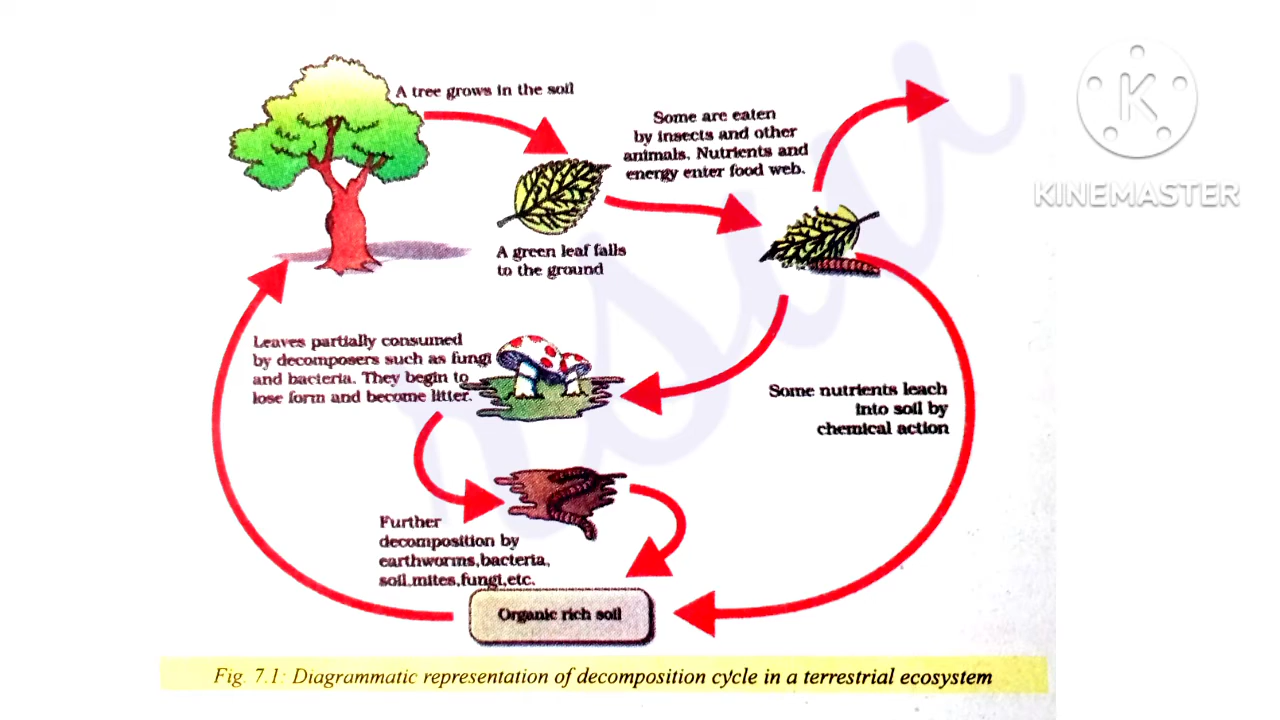 A tree grows in the soil
Some are eaten
by insects and other
animals. Nutrients and
energy enter food web.
K
KINEMASTER
A green leaf falls
to the ground
Leaves partially consumed
by decomposers such as fungi
and bacteria. They begin to
lose form and become litter.
Some nutrients leach
into soil by
chemical action
Further
decomposition by
earthworms,bacteria,
soil,mites,fungi,etc.
Organic rich soil
Fig. 7.1: Diagrammatic representation of decomposition cycle in a terrestrial ecosystem